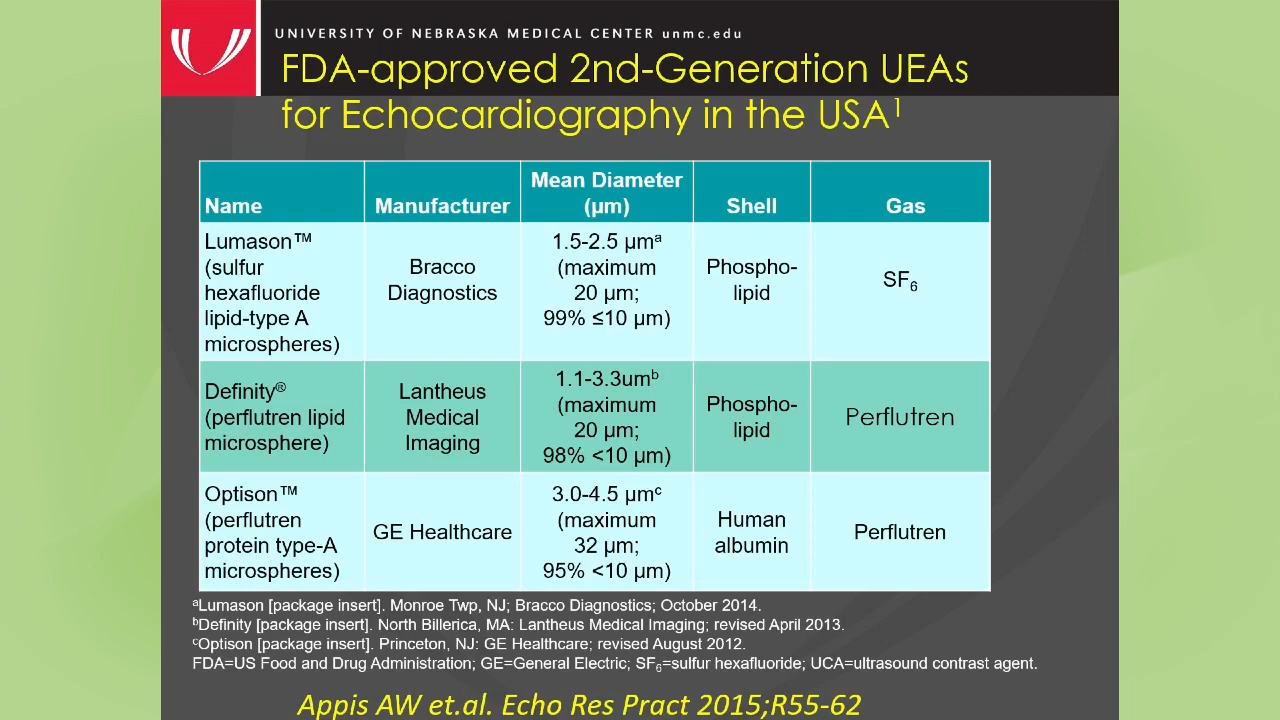 UNIVERSITY OF NEBRASKA MEDICAL CENTER unmc.edu
FDA-approved 2nd-Generation UEAs
for Echocardiography in the USA¹
Name
Manufacturer
Mean Diameter
(µm)
Shell
Gas
Lumason™
(sulfur
hexafluoride
lipid-type A
microspheres)
Bracco
Diagnostics
1.5-2.5 µmᵃ
(maximum
20 µm;
99% ≤10 µm)
Phospho-
lipid
SF₆
Definity®
(perflutren lipid
microsphere)
Lantheus
Medical
Imaging
1.1-3.3umᵇ
(maximum
20 µm;
98% <10 µm)
Phospho-
lipid
Perflutren
Optison™
(perflutren
protein type-A
microspheres)
GE Healthcare
3.0-4.5 µmᶜ
(maximum
32 µm;
95% <10 µm)
Human
albumin
Perflutren
ᵃLumason [package insert]. Monroe Twp, NJ; Bracco Diagnostics; October 2014.
ᵇDefinity [package insert]. North Billerica, MA: Lantheus Medical Imaging; revised April 2013.
ᶜOptison [package insert]. Princeton, NJ: GE Healthcare; revised August 2012.
FDA=US Food and Drug Administration; GE=General Electric; SF₆=sulfur hexafluoride; UCA=ultrasound contrast agent.
Appis AW et.al. Echo Res Pract 2015;R55-62